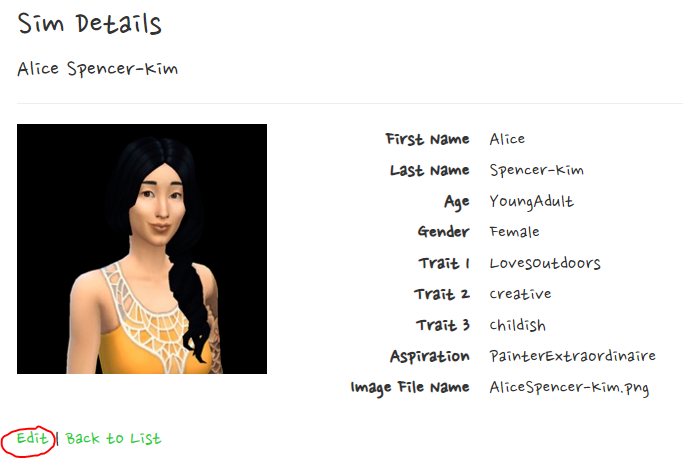 Sim Details
Alice Spencer-Kim
First Name Alice
Last Name Spencer-Kim
Age YoungAdult
Gender Female
Trait 1 LovesOutdoors
Trait 2 Creative
Trait 3 Childish
Aspiration PainterExtraordinaire
Image File Name AliceSpencer-Kim.png
Edit | Back to List